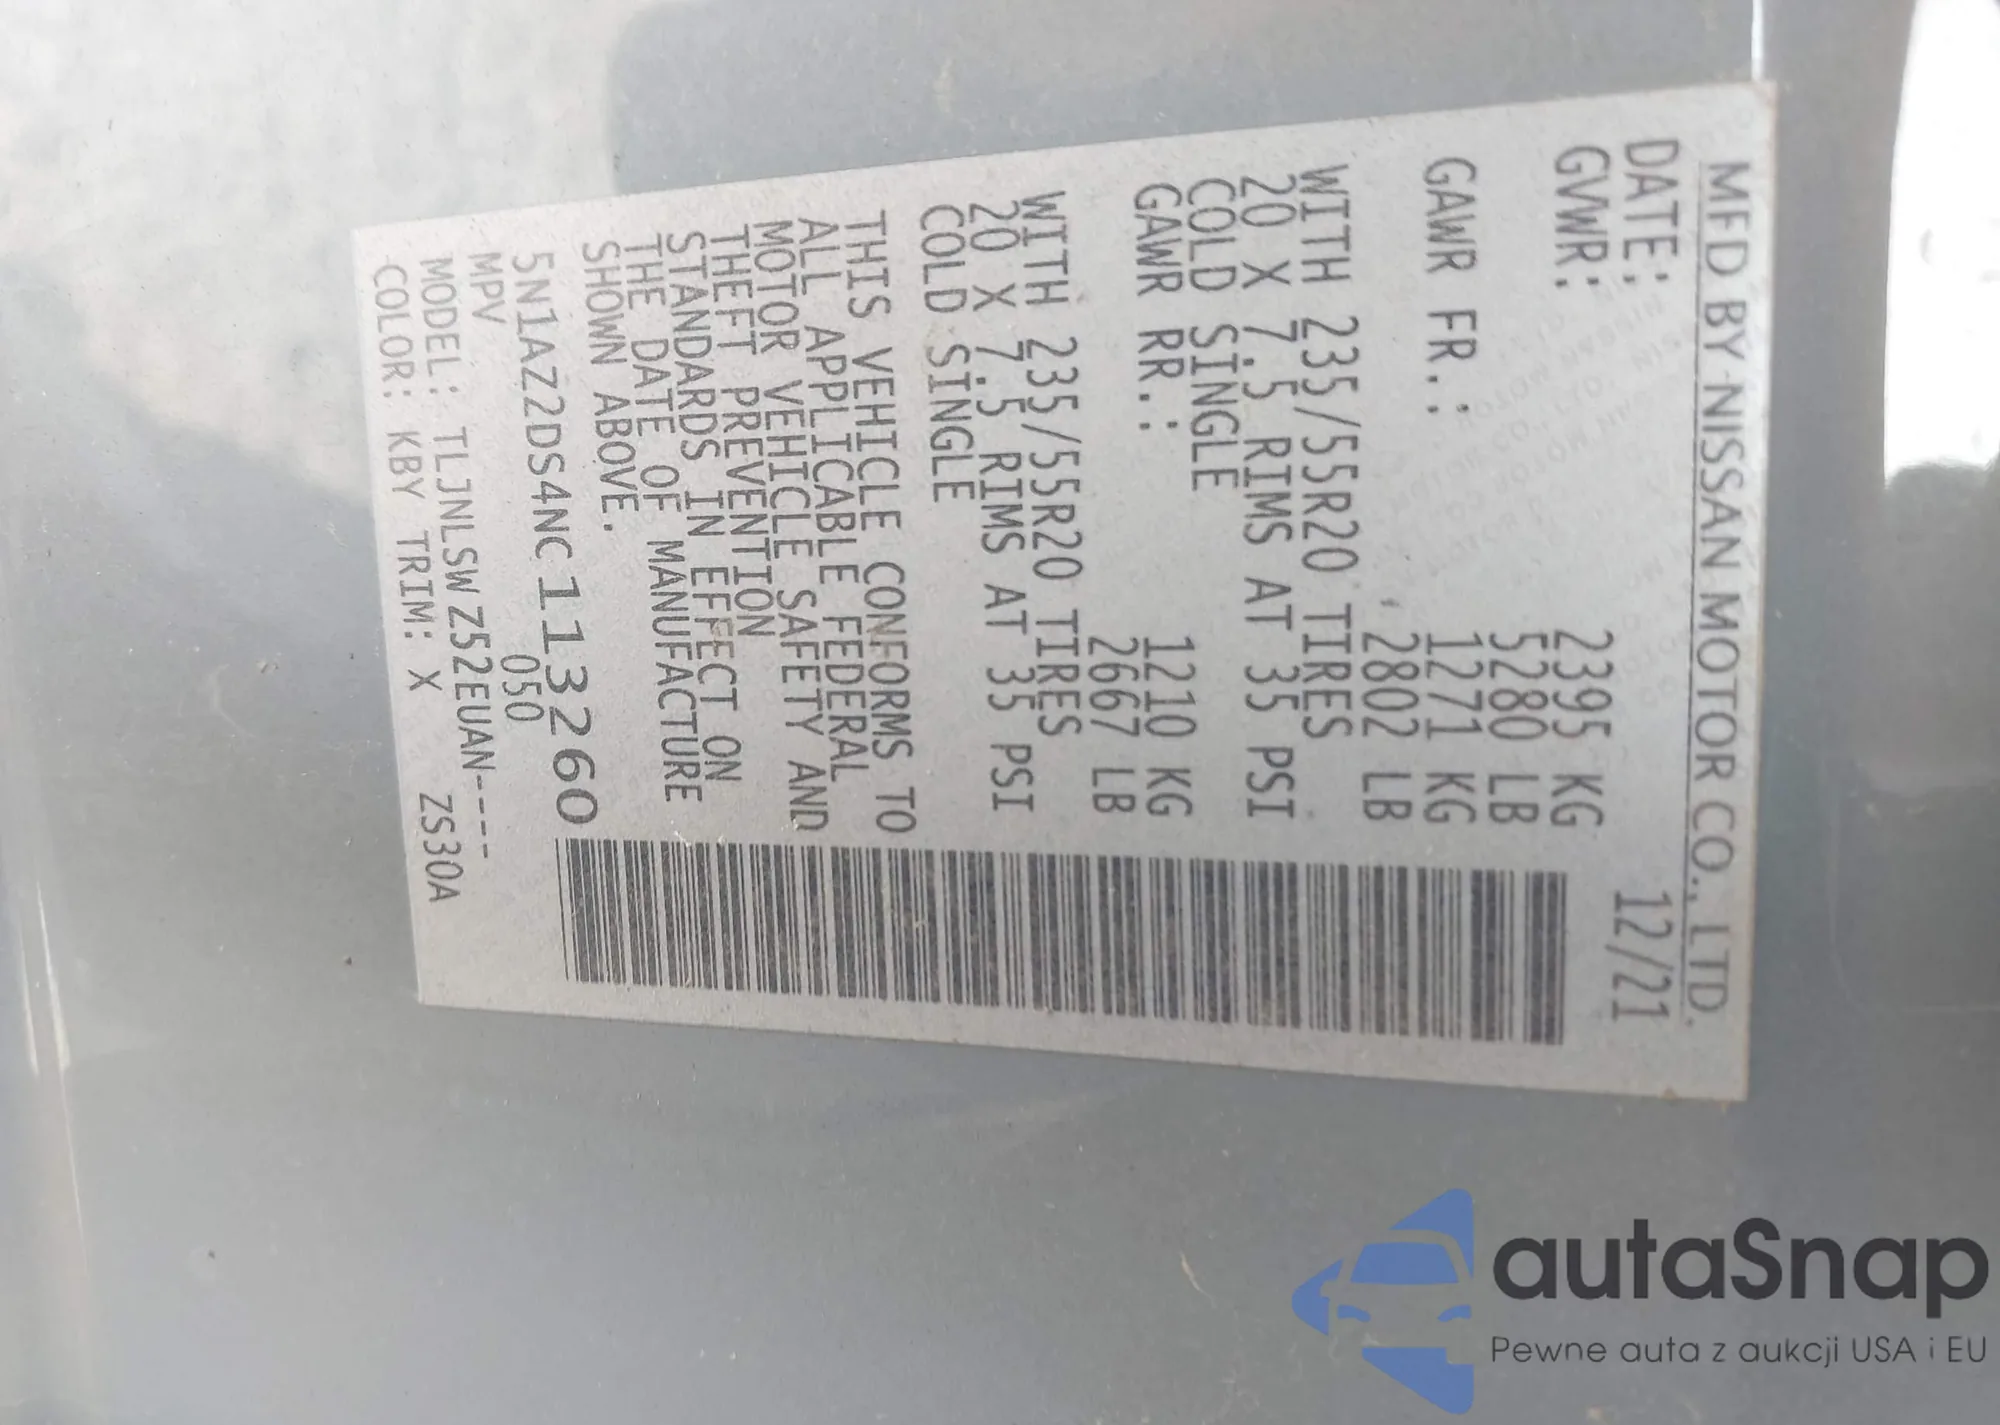 MFD BY NISSAN MOTOR CO., LTD.
DATE: 12/21
GVWR: 2395 KG
5280 LB
GAWR FR.: 1271 KG
2802 LB
WITH 235/55R20 TIRES
20 X 7.5 RIMS AT 35 PSI
COLD SINGLE
GAWR RR.: 1210 KG
2667 LB
WITH 235/55R20 TIRES
20 X 7.5 RIMS AT 35 PSI
COLD SINGLE
THIS VEHICLE CONFORMS TO
ALL APPLICABLE FEDERAL
MOTOR VEHICLE SAFETY AND
THEFT PREVENTION
STANDARDS IN EFFECT ON
THE DATE OF MANUFACTURE
SHOWN ABOVE.
5N1AZ2DS4NC113260
MPV 050
MODEL: TLJNLSWZ52EUAN----
COLOR: KBY TRIM: X ZS30A
autaSnap
Pewne auta z aukcji USA i EU